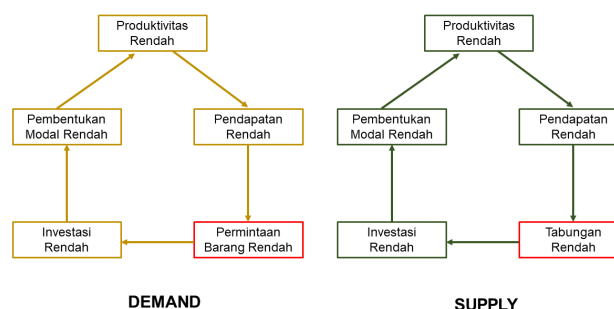 Produktivitas
Rendah
Pembentukan
Modal Rendah
Pendapatan
Rendah
Investasi
Rendah
Permintaan
Barang Rendah
DEMAND
Produktivitas
Rendah
Pembentukan
Modal Rendah
Pendapatan
Rendah
Investasi
Rendah
Tabungan
Rendah
SUPPLY